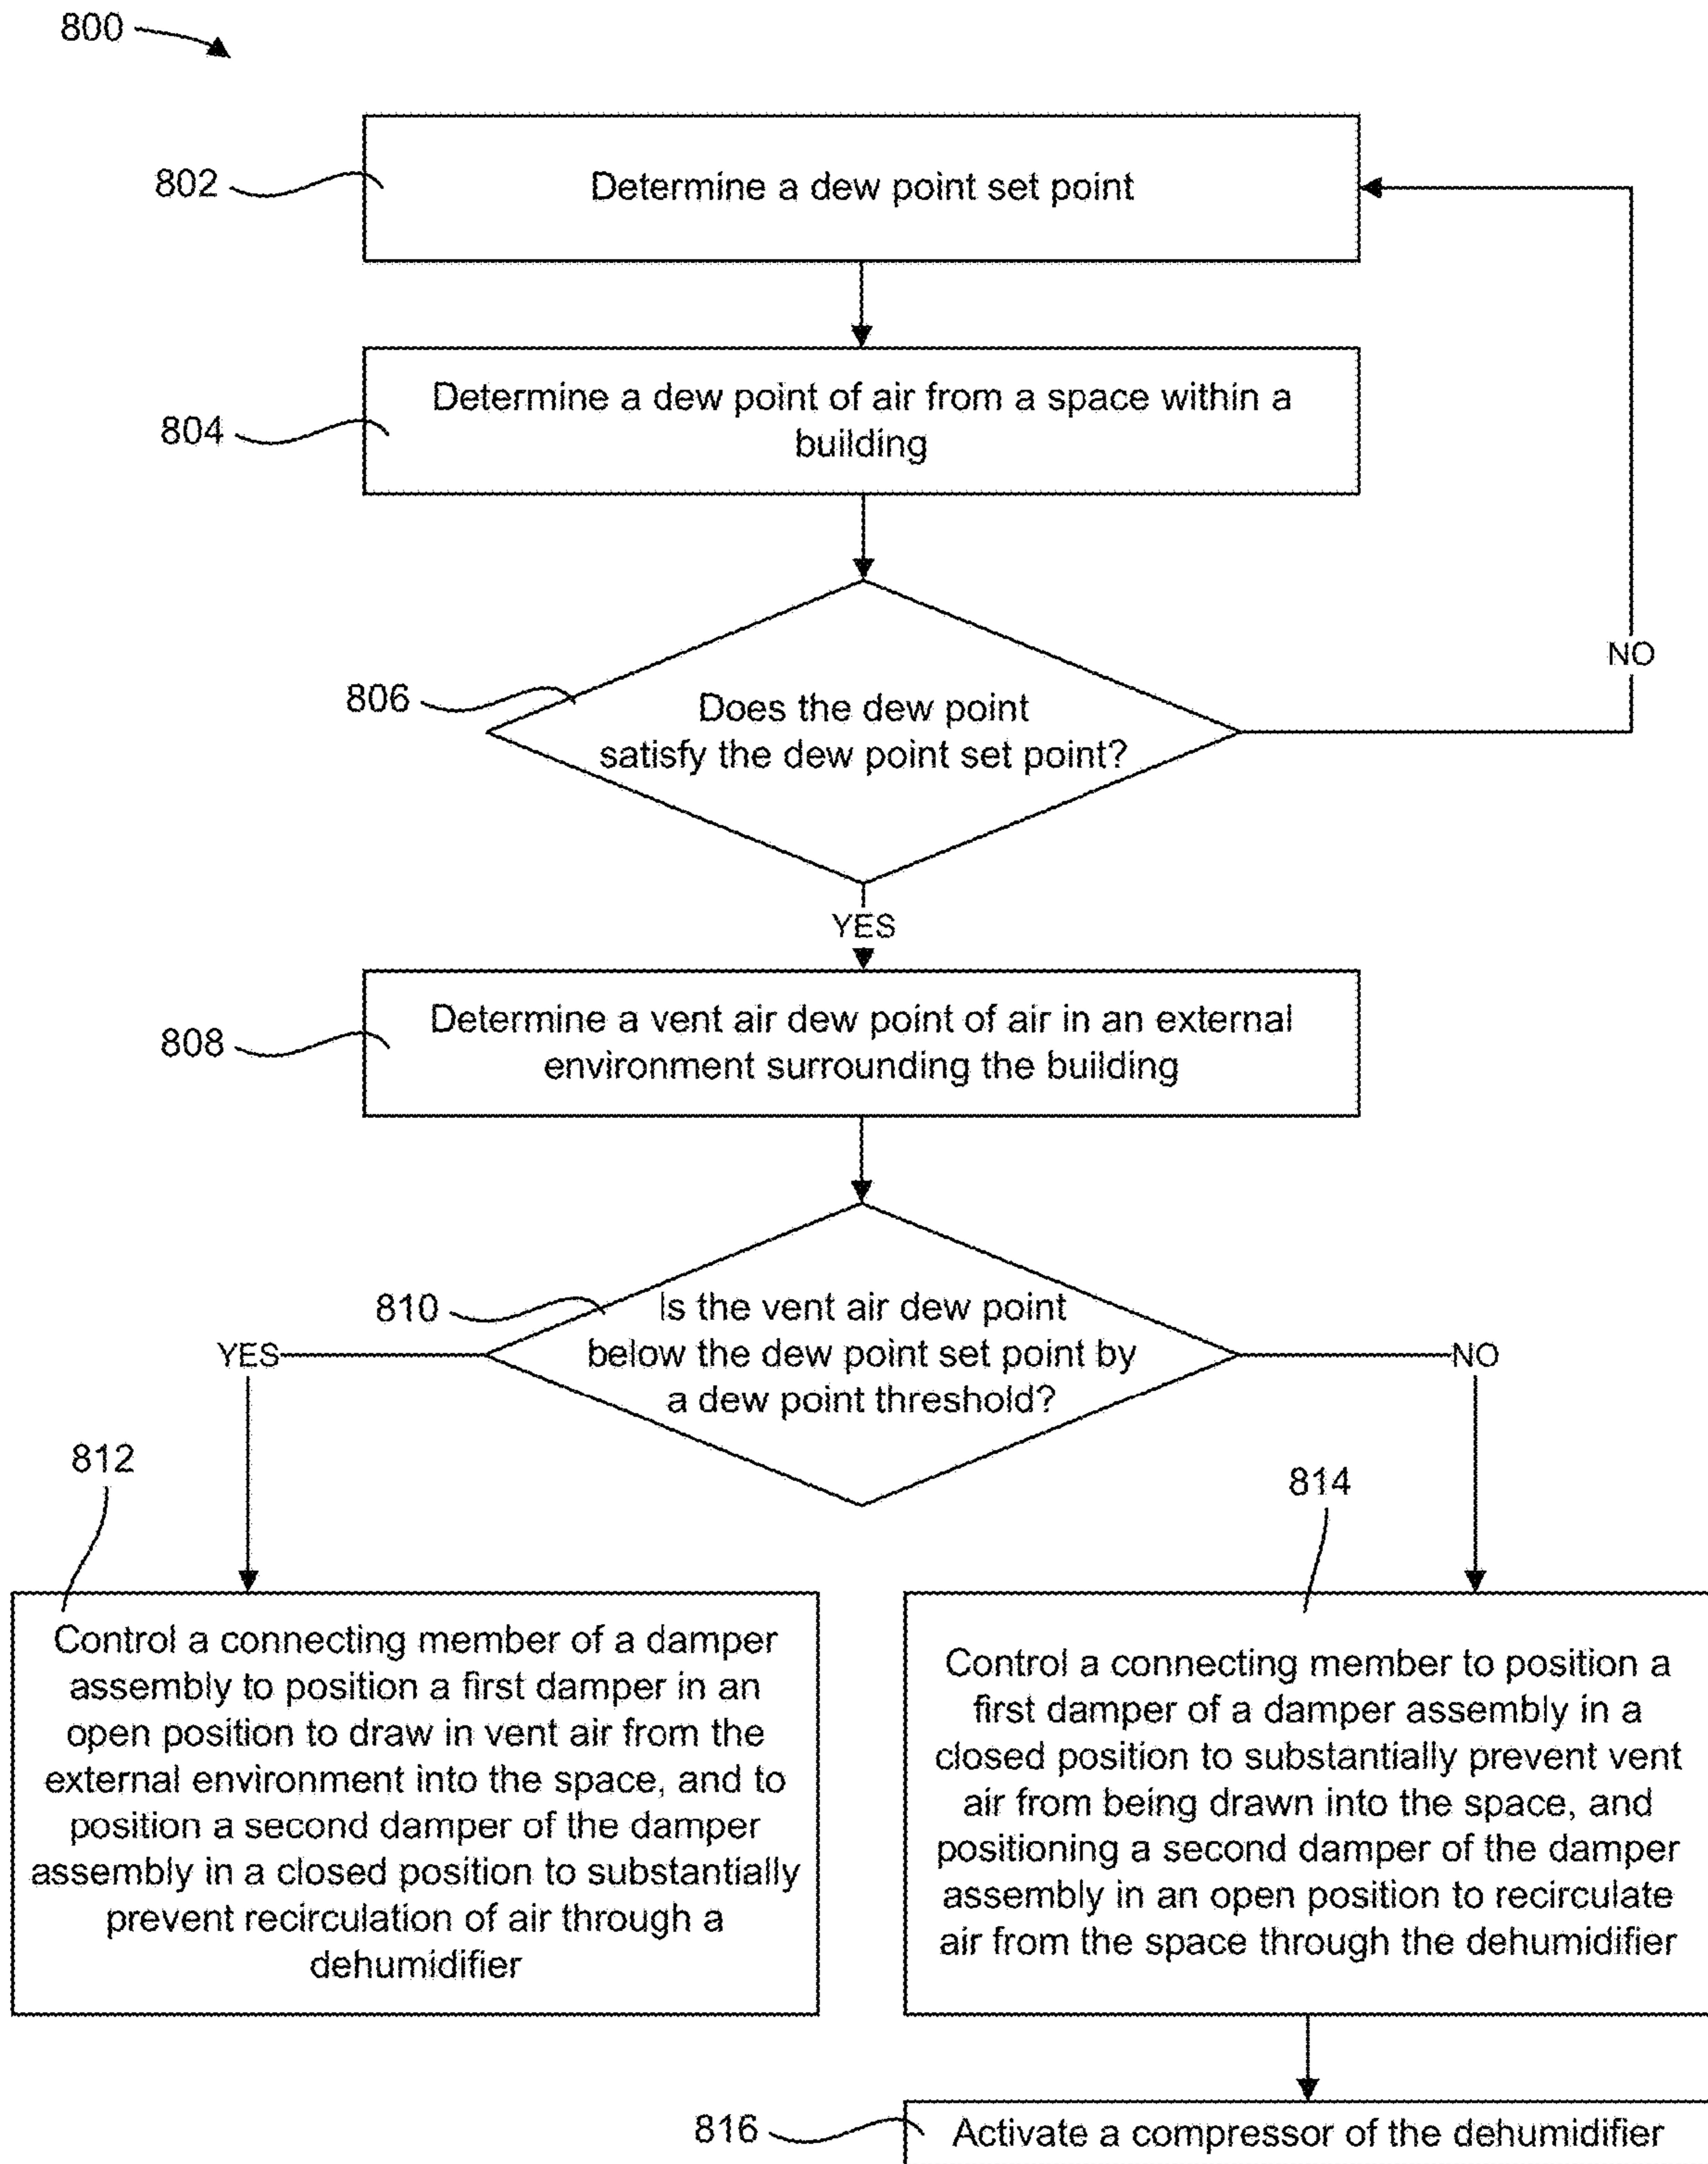 800
802
Determine a dew point set point
804
Determine a dew point of air from a space within a
building
NO
806
Does the dew point
satisfy the dew point set point?
YES
808
Determine a vent air dew point of air in an external
environment surrounding the building
810
Is the vent air dew point
below the dew point set point by
a dew point threshold?
YES
NO
812
814
Control a connecting member of a damper
assembly to position a first damper in an
open position to draw in vent air from the
external environment into the space, and to
position a second damper of the damper
assembly in a closed position to substantially
prevent recirculation of air through a
dehumidifier
Control a connecting member to position a
first damper of a damper assembly in a
closed position to substantially prevent vent
air from being drawn into the space, and
positioning a second damper of the damper
assembly in an open position to recirculate
air from the space through the dehumidifier
816
Activate a compressor of the dehumidifier